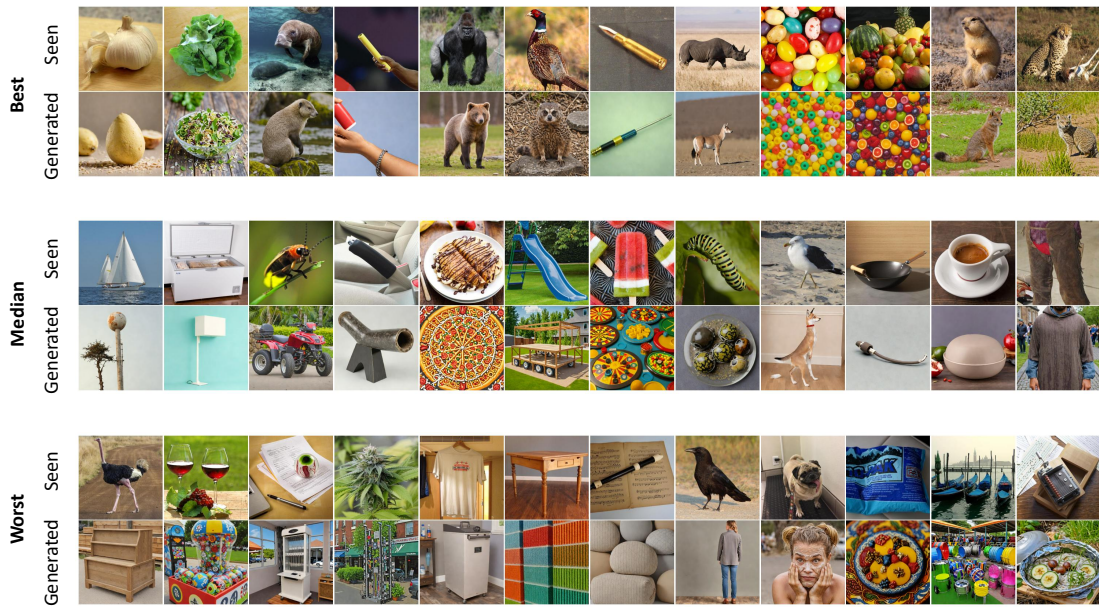 Best
Seen
Generated
Median
Seen
Generated
Worst
Seen
Generated